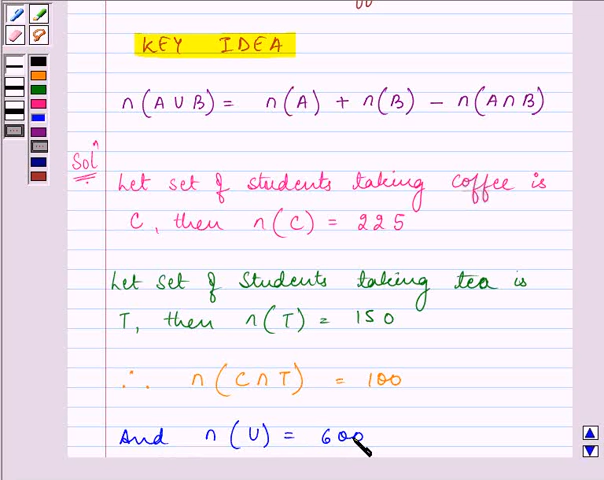 KEY IDEA
n(A∪B) = n(A) + n(B) − n(A∩B)
Solⁿ
Let set of students taking coffee is
C, then n(C) = 225
Let set of Students taking tea is
T, then n(T) = 150
∴ n(C∩T) = 100
And n(U) = 600